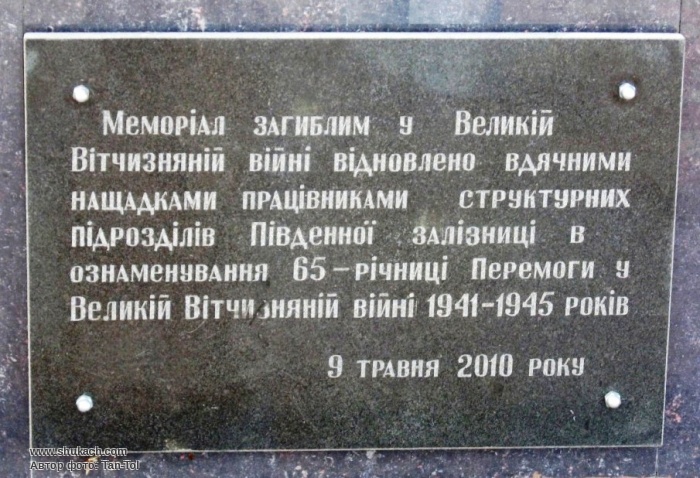 Меморіал загиблим у Великій
Вітчизняній війні відновлено вдячними
нащадками працівниками структурних
підрозділів Південної залізниці в
ознаменування 65-річниці Перемоги у
Великій Вітчизняній війні 1941-1945 років
9 травня 2010 року
www.shukach.com
Автор фото: Tan-Tol